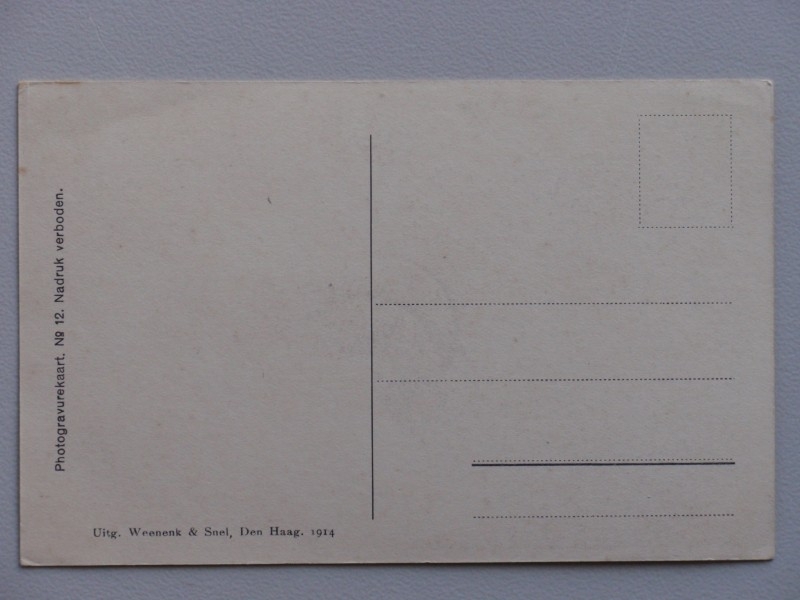 Photogravurekaart. № 12. Nadruk verboden.
Uitg. Weenenk & Snel, Den Haag. 1914